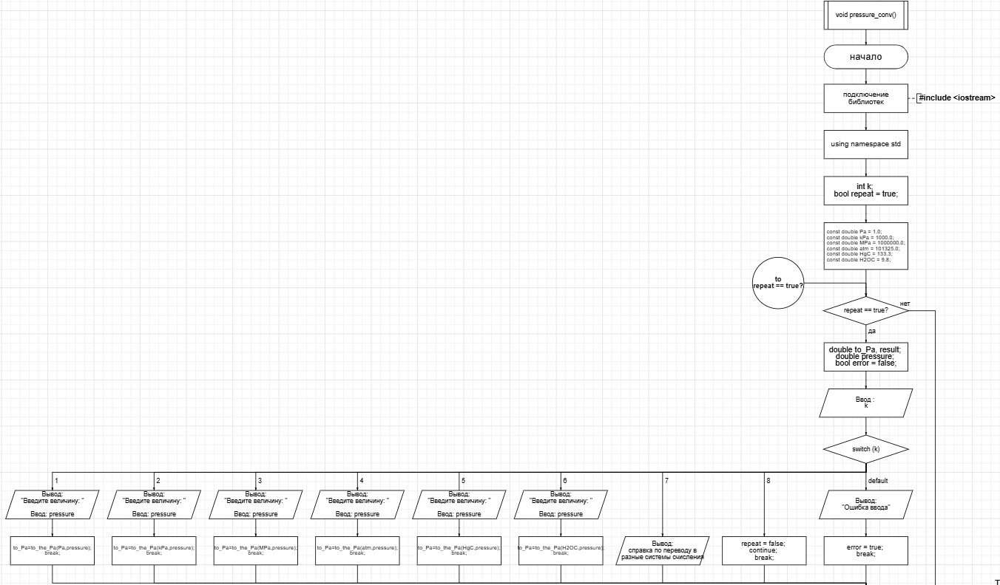 void pressure_conv()
начало
подключение
библиотек
#include <iostream>
using namespace std
int k;
bool repeat = true;
const double Pa = 1.0;
const double kPa = 1000.0;
const double MPa = 1000000.0;
const double atm = 101325.0;
const double HgC = 133.3;
const double H2OC = 9.8;
to
repeat == true?
repeat == true?
нет
да
double to_Pa, result;
double pressure;
bool error = false;
Ввод :
k
switch (k)
1
2
3
4
5
6
7
8
default
Вывод:
"Введите величину: "
Ввод: pressure
Вывод:
"Введите величину: "
Ввод: pressure
Вывод:
"Введите величину: "
Ввод: pressure
Вывод:
"Введите величину: "
Ввод: pressure
Вывод:
"Введите величину: "
Ввод: pressure
Вывод:
"Введите величину: "
Ввод: pressure
Вывод:
"Ошибка ввода"
to_Pa=to_the_Pa(Pa,pressure);
break;
to_Pa=to_the_Pa(kPa,pressure);
break;
to_Pa=to_the_Pa(MPa,pressure);
break;
to_Pa=to_the_Pa(atm,pressure);
break;
to_Pa=to_the_Pa(HgC,pressure);
break;
to_Pa=to_the_Pa(H2OC,pressure);
break;
Вывод:
справка по переводу в
разные системы счисления
repeat = false;
continue;
break;
error = true;
break;